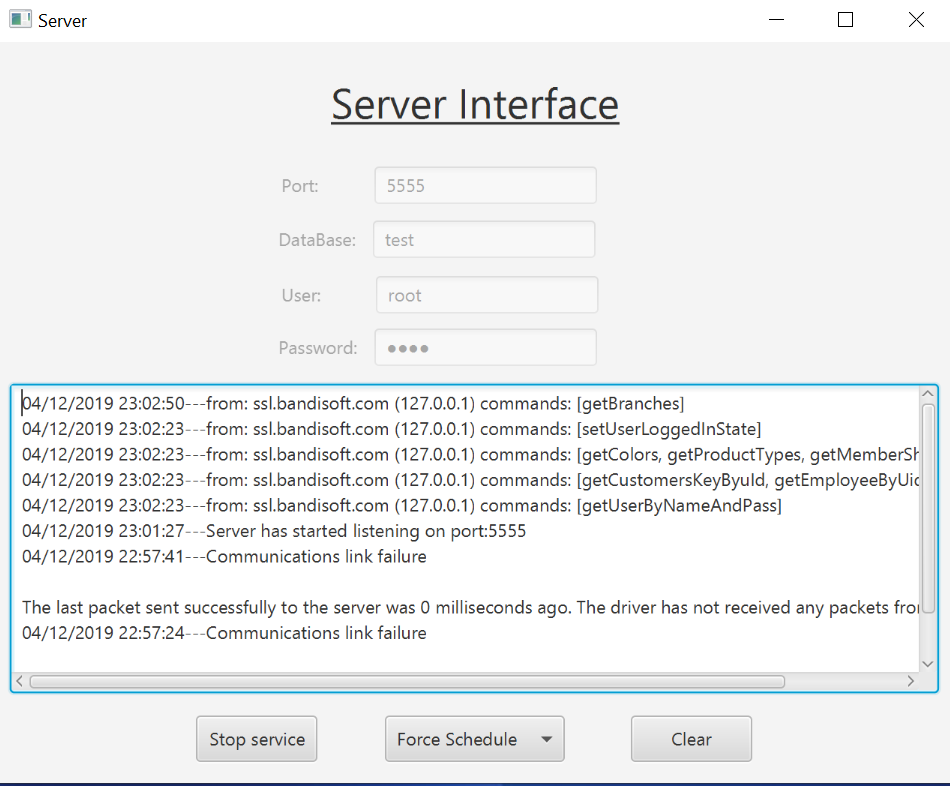 Server
Server Interface
Port: 5555
DataBase: test
User: root
Password: ●●●●
04/12/2019 23:02:50---from: ssl.bandisoft.com (127.0.0.1) commands: [getBranches]
04/12/2019 23:02:23---from: ssl.bandisoft.com (127.0.0.1) commands: [setUserLoggedInState]
04/12/2019 23:02:23---from: ssl.bandisoft.com (127.0.0.1) commands: [getColors, getProductTypes, getMemberSh
04/12/2019 23:02:23---from: ssl.bandisoft.com (127.0.0.1) commands: [getCustomersKeyByuId, getEmployeeByUid
04/12/2019 23:02:23---from: ssl.bandisoft.com (127.0.0.1) commands: [getUserByNameAndPass]
04/12/2019 23:01:27---Server has started listening on port:5555
04/12/2019 22:57:41---Communications link failure
The last packet sent successfully to the server was 0 milliseconds ago. The driver has not received any packets from
04/12/2019 22:57:24---Communications link failure
Stop service Force Schedule Clear